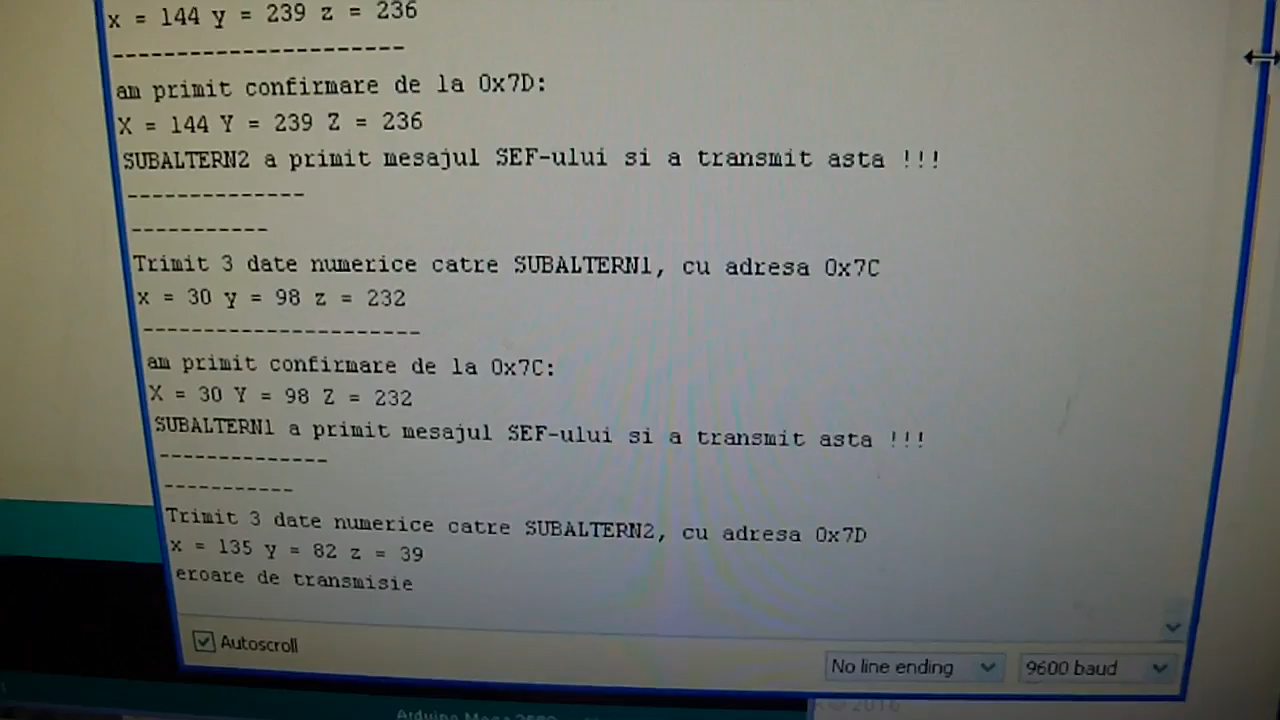 x = 144 y = 239 z = 236
----------------------
am primit confirmare de la 0x7D:
X = 144 Y = 239 Z = 236
SUBALTERN2 a primit mesajul SEF-ului si a transmit asta !!!
--------------
-----------
Trimit 3 date numerice catre SUBALTERN1, cu adresa 0x7C
x = 30 y = 98 z = 232
----------------------
am primit confirmare de la 0x7C:
X = 30 Y = 98 Z = 232
SUBALTERN1 a primit mesajul SEF-ului si a transmit asta !!!
--------------
-----------
Trimit 3 date numerice catre SUBALTERN2, cu adresa 0x7D
x = 135 y = 82 z = 39
eroare de transmisie
Autoscroll
No line ending
9600 baud
Arduino Mega
© 2016